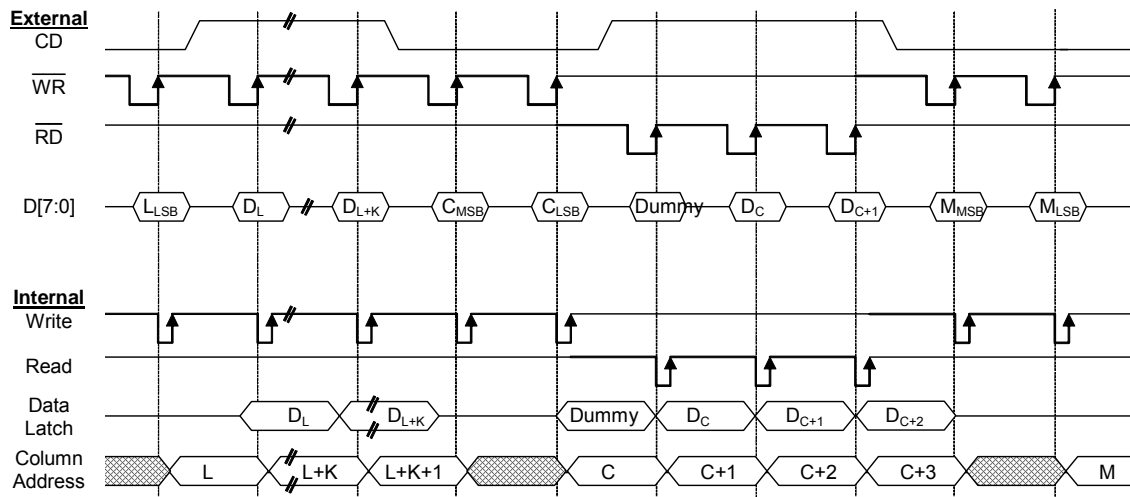 External
CD
WR
RD
D[7:0] LLSB DL DL+K CMSB CLSB Dummy DC DC+1 MMSB MLSB
Internal
Write
Read
Data Latch DL DL+K Dummy DC DC+1 DC+2
Column Address L L+K L+K+1 C C+1 C+2 C+3 M